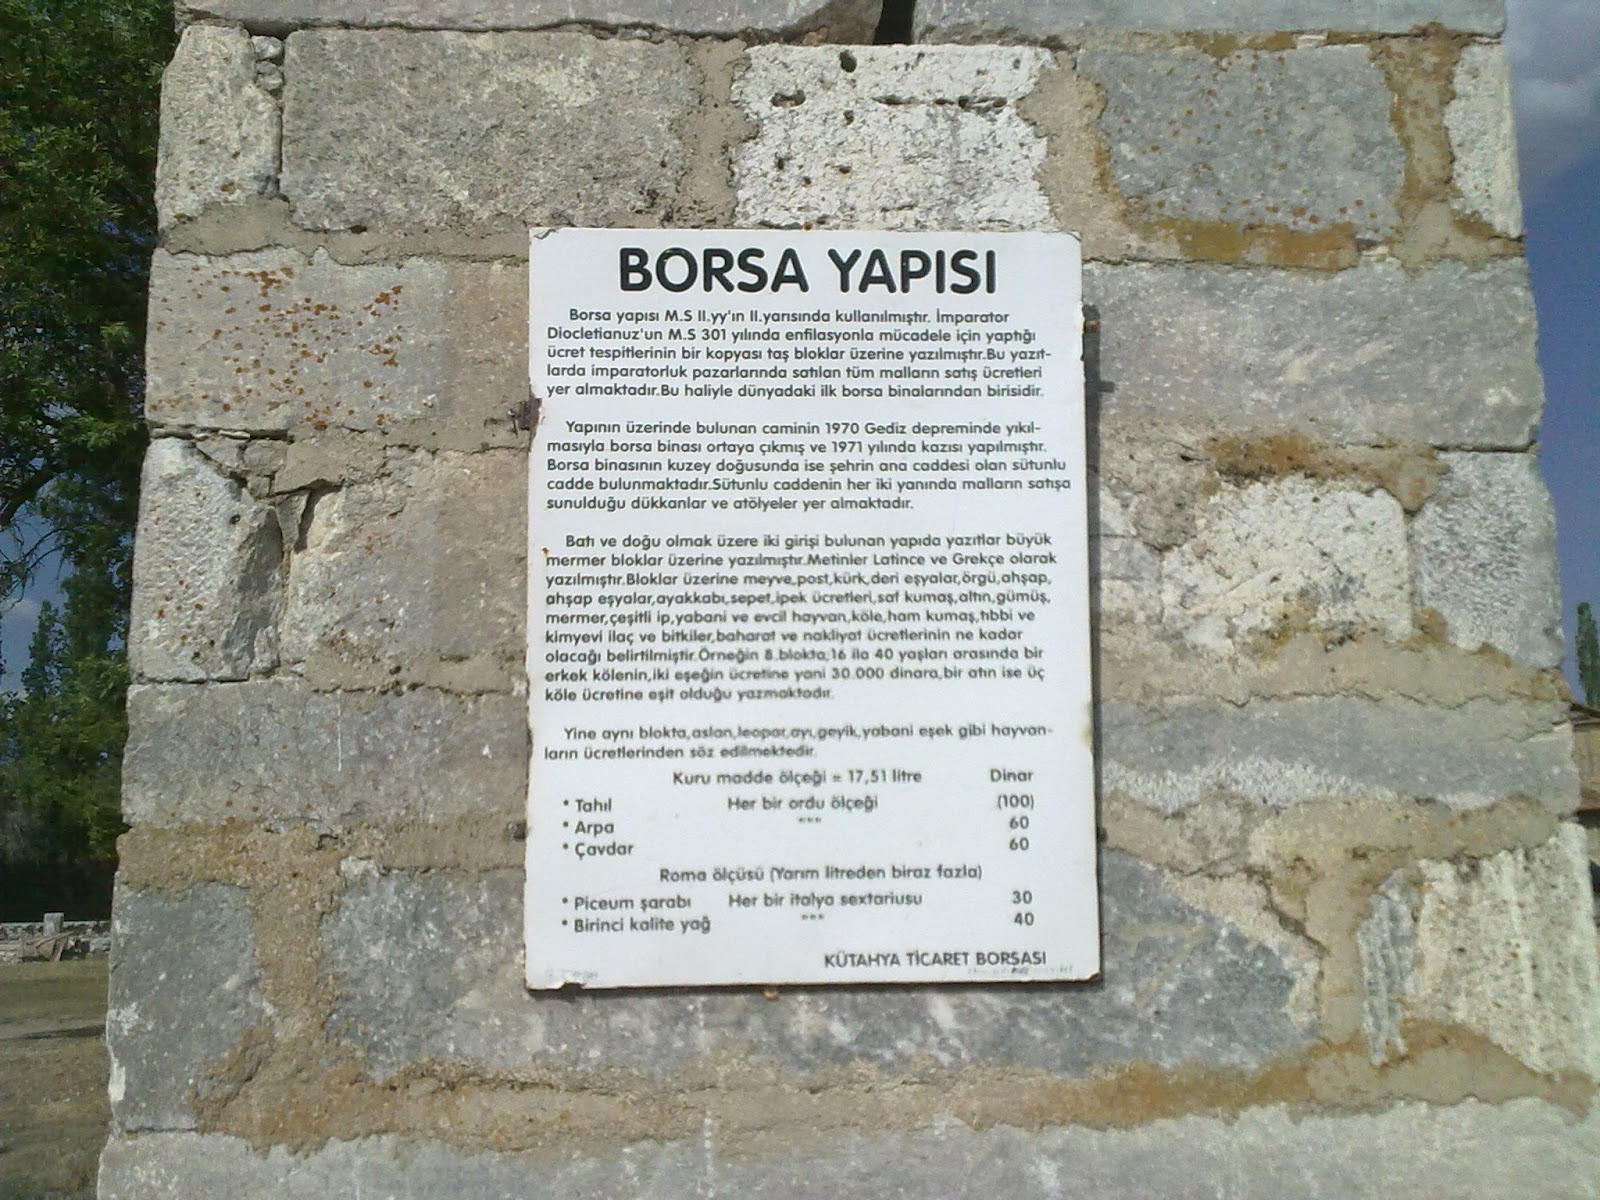 BORSA YAPISI
Borsa yapısı M.S II.yy'ın II.yarısında kullanılmıştır. İmparator
Diocletianuz'un M.S 301 yılında enfilasyonla mücadele için yaptığı
ücret tespitlerinin bir kopyası taş bloklar üzerine yazılmıştır.Bu yazıt-
larda imparatorluk pazarlarında satılan tüm malların satış ücretleri
yer almaktadır.Bu haliyle dünyadaki ilk borsa binalarından birisidir.
Yapının üzerinde bulunan caminin 1970 Gediz depreminde yıkıl-
masıyla borsa binası ortaya çıkmış ve 1971 yılında kazısı yapılmıştır.
Borsa binasının kuzey doğusunda ise şehrin ana caddesi olan sütunlu
cadde bulunmaktadır.Sütunlu caddenin her iki yanında malların satışa
sunulduğu dükkanlar ve atölyeler yer almaktadır.
Batı ve doğu olmak üzere iki girişi bulunan yapıda yazıtlar büyük
mermer bloklar üzerine yazılmıştır.Metinler Latince ve Grekçe olarak
yazılmıştır.Bloklar üzerine meyve,post,kürk,deri eşyalar,örgü,ahşap,
ahşap eşyalar,ayakkabı,sepet,ipek ücretleri,saf kumaş,altın,gümüş,
mermer,çeşitli ip,yabani ve evcil hayvan,köle,ham kumaş,tıbbi ve
kimyevi ilaç ve bitkiler,baharat ve nakliyat ücretlerinin ne kadar
olacağı belirtilmiştir.Örneğin 8.blokta,16 ila 40 yaşları arasında bir
erkek kölenin,iki eşeğin ücretine yani 30.000 dinara,bir atın ise üç
köle ücretine eşit olduğu yazmaktadır.
Yine aynı blokta,aslan,leopar,ayı,geyik,yabani eşek gibi hayvan-
ların ücretlerinden söz edilmektedir.
Kuru madde ölçeği = 17,51 litre Dinar
* Tahıl Her bir ordu ölçeği (100)
* Arpa """ 60
* Çavdar 60
Roma ölçüsü (Yarım litreden biraz fazla)
* Piceum şarabı Her bir italya sextariusu 30
* Birinci kalite yağ """ 40
KÜTAHYA TİCARET BORSASI